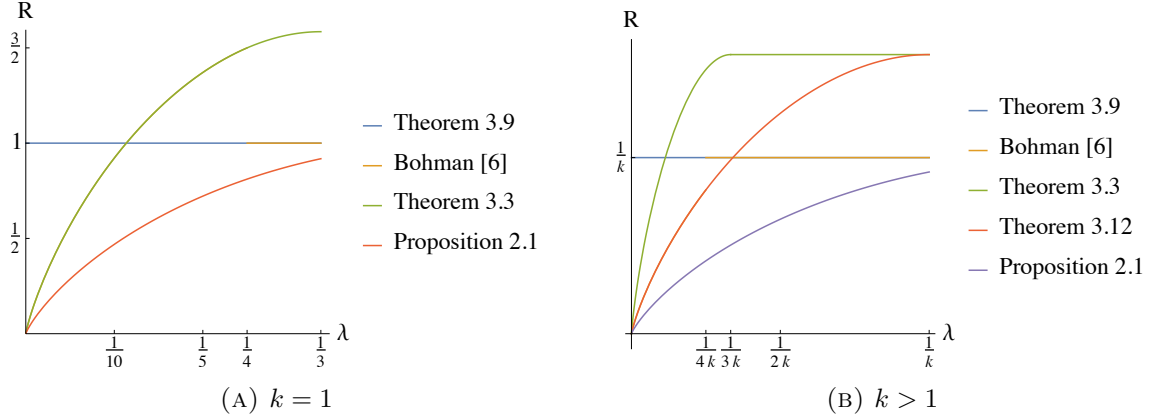 R
3/2
1
1/2
1/10
1/5
1/4
1/3
λ
Theorem 3.9
Bohman [6]
Theorem 3.3
Proposition 2.1
(A) k = 1
R
1/k
1/4k
1/3k
1/2k
1/k
λ
Theorem 3.9
Bohman [6]
Theorem 3.3
Theorem 3.12
Proposition 2.1
(B) k > 1